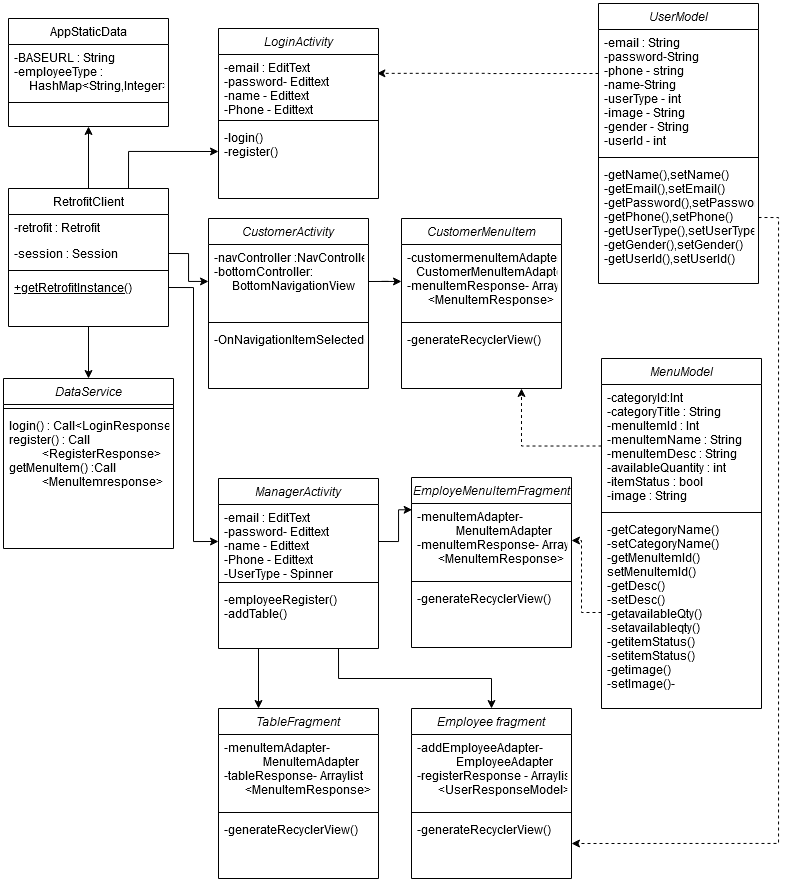 AppStaticData
-BASEURL : String
-employeeType :
HashMap<String,Integer>
LoginActivity
-email : EditText
-password- Edittext
-name - Edittext
-Phone - Edittext
-login()
-register()
UserModel
-email : String
-password-String
-phone - string
-name-String
-userType - int
-image - String
-gender - String
-userId - int
-getName(),setName()
-getEmail(),setEmail()
-getPassword(),setPasswo
-getPhone(),setPhone()
-getUserType(),setUserType
-getGender(),setGender()
-getUserId(),setUserId()
RetrofitClient
-retrofit : Retrofit
-session : Session
+getRetrofitInstance()
CustomerActivity
-navController :NavControlle
-bottomController:
BottomNavigationView
-OnNavigationItemSelected
CustomerMenuItem
-customermenuItemAdapte
CustomerMenuItemAdapt
-menuItemResponse- Array
<MenuItemResponse>
-generateRecyclerView()
DataService
login() : Call<LoginResponse
register() : Call
<RegisterResponse>
getMenuItem() :Call
<MenuItemresponse>
MenuModel
-categoryId:Int
-categoryTitle : String
-menuItemId : Int
-menuItemName : String
-menuItemDesc : String
-availableQuantity : int
-itemStatus : bool
-image : String
-getCategoryName()
-setCategoryName()
-getMenuItemId()
setMenuItemId()
-getDesc()
-setDesc()
-getavailableQty()
-setavailableqty()
-getitemStatus()
-setitemStatus()
-getimage()
-setImage()-
ManagerActivity
-email : EditText
-password- Edittext
-name - Edittext
-Phone - Edittext
-UserType - Spinner
-employeeRegister()
-addTable()
EmployeMenuItemFragment
-menuItemAdapter-
MenuItemAdapter
-menuItemResponse- Array
<MenuItemResponse>
-generateRecyclerView()
TableFragment
-menuItemAdapter-
MenuItemAdapter
-tableResponse- Arraylist
<MenuItemResponse>
-generateRecyclerView()
Employee fragment
-addEmployeeAdapter-
EmployeeAdapter
-registerResponse - Arraylis
<UserResponseModel>
-generateRecyclerView()